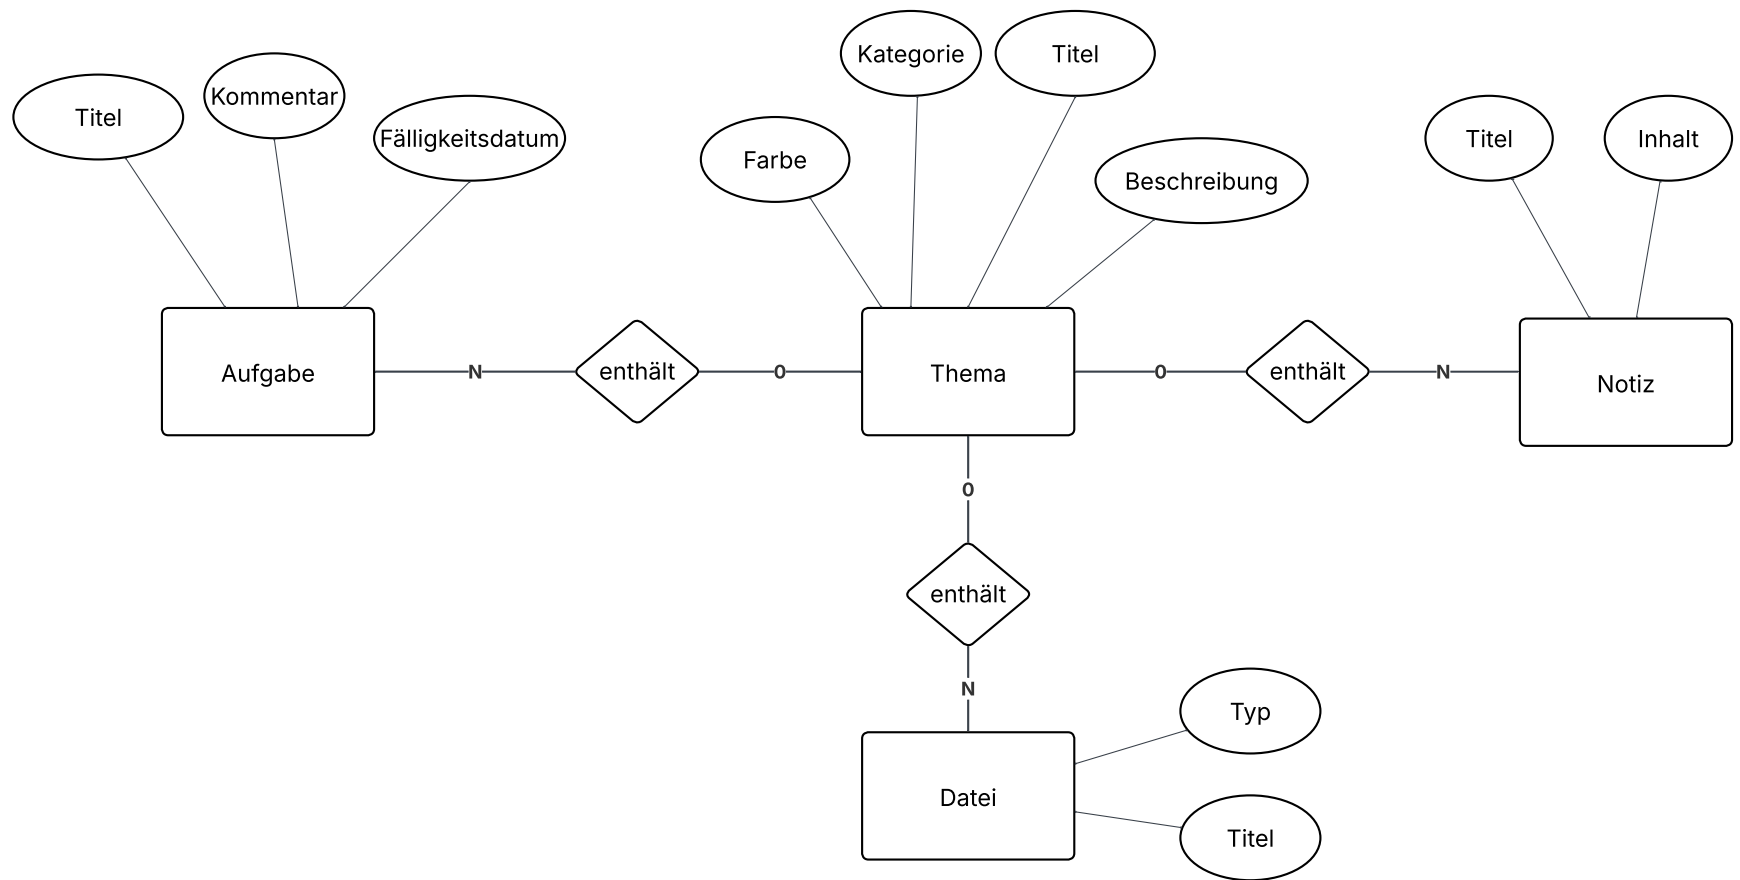 Kategorie
Titel
Kommentar
Titel
Fälligkeitsdatum
Titel
Inhalt
Farbe
Beschreibung
Aufgabe
N
enthält
0
Thema
0
enthält
N
Notiz
0
enthält
N
Typ
Datei
Titel